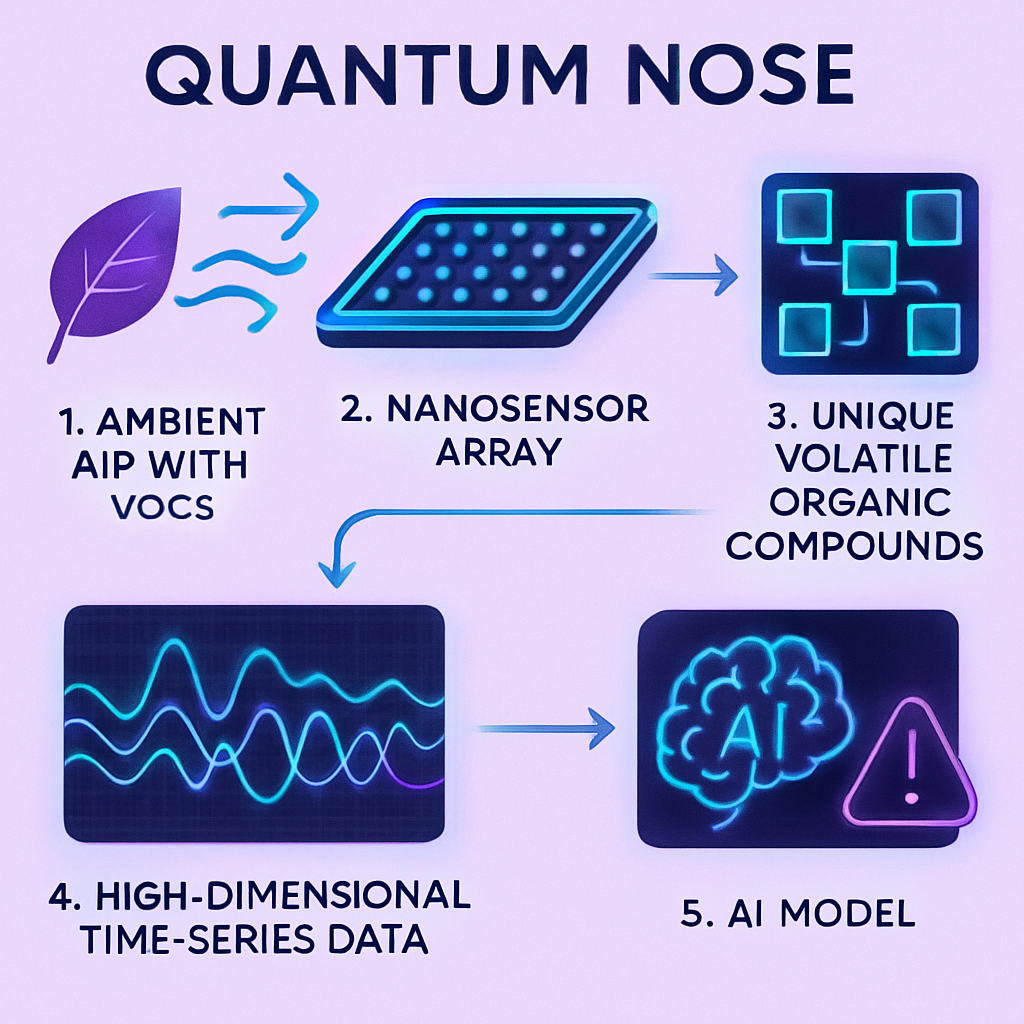 QUANTUM NOSE
1. AMBIENT
AIP WITH
VOCS
2. NANOSENSOR
ARRAY
3. UNIQUE
VOLATILE
ORGANIC
COMPOUNDS
4. HIGH-DIMENSIONAL
TIME-SERIES DATA
AI
5. AI MODEL